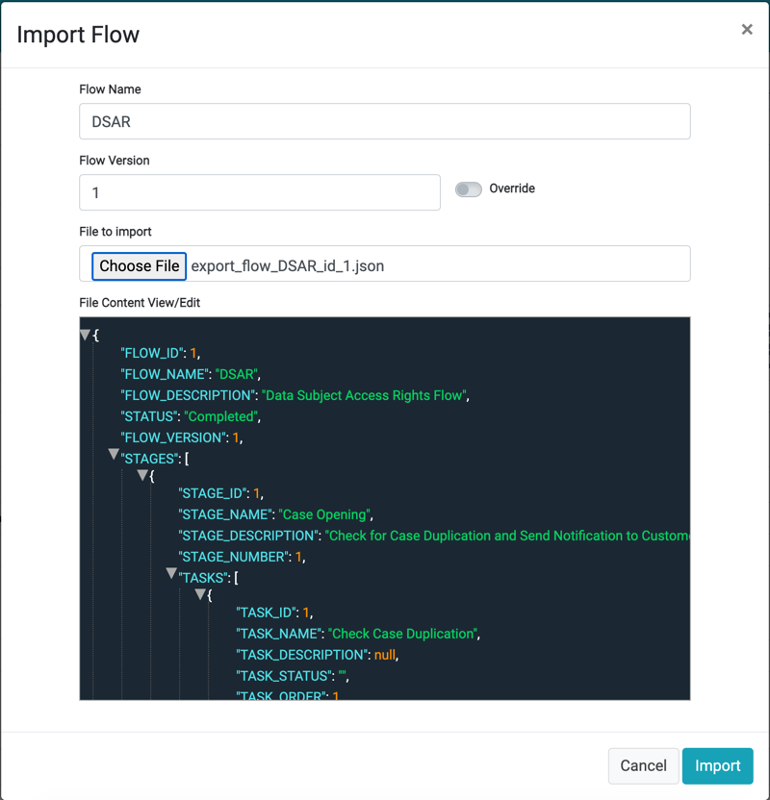 Import Flow
×
Flow Name
DSAR
Flow Version
1
Override
File to import
Choose File export_flow_DSAR_id_1.json
File Content View/Edit
{
"FLOW_ID": 1,
"FLOW_NAME": "DSAR",
"FLOW_DESCRIPTION": "Data Subject Access Rights Flow",
"STATUS": "Completed",
"FLOW_VERSION": 1,
"STAGES": [
{
"STAGE_ID": 1,
"STAGE_NAME": "Case Opening",
"STAGE_DESCRIPTION": "Check for Case Duplication and Send Notification to Custome
"STAGE_NUMBER": 1,
"TASKS": [
{
"TASK_ID": 1,
"TASK_NAME": "Check Case Duplication",
"TASK_DESCRIPTION": null,
"TASK_STATUS": "",
"TASK_ORDER": 1
Cancel Import